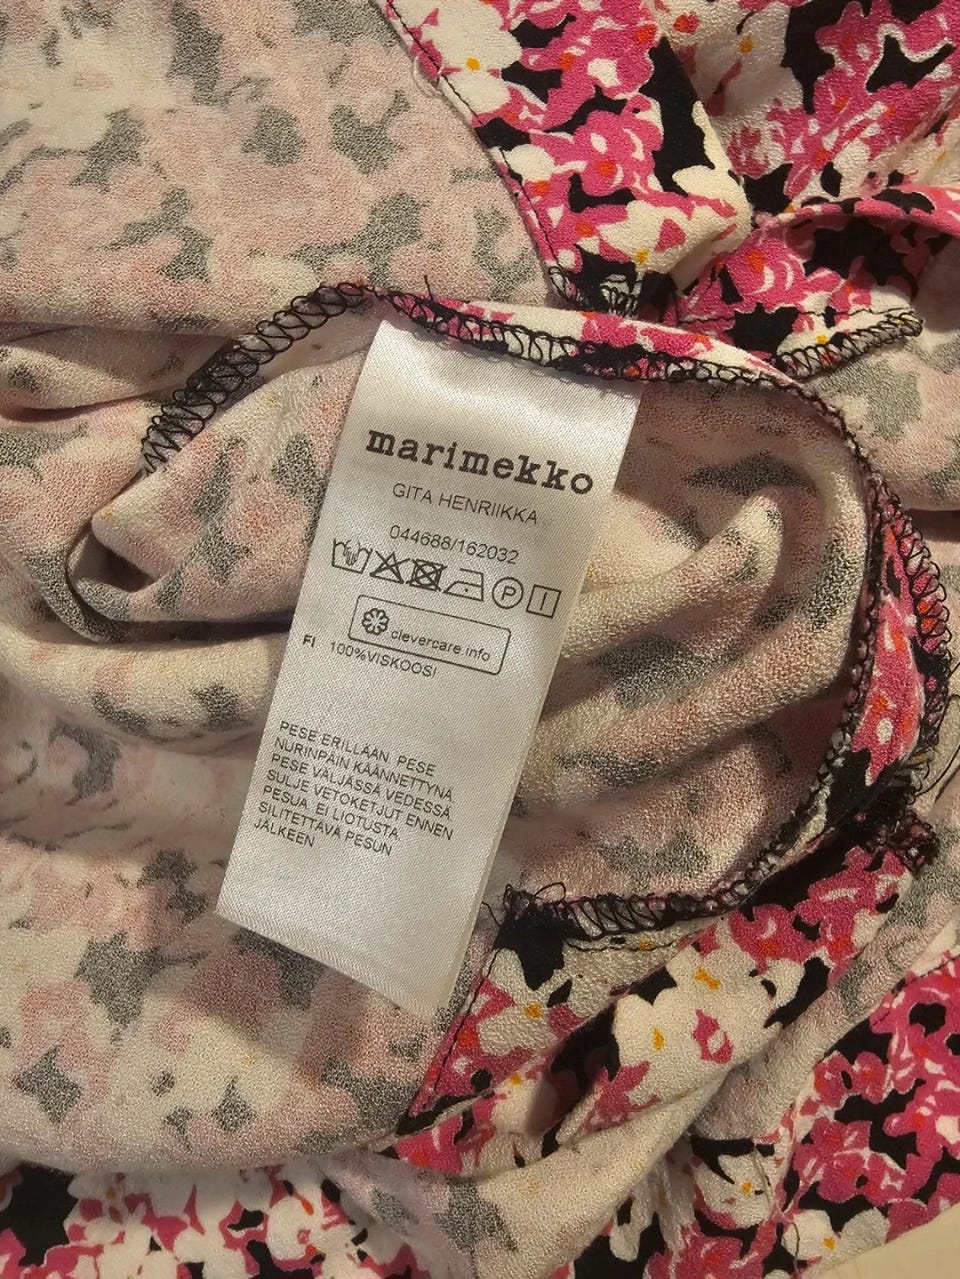 marimekko
GITA HENRIIKKA
044688/162032
P
clevercare.info
FI 100%VISKOOSI
PESE ERILLÄÄN PESE
NURINPÄIN KÄÄNNETTYNÄ
PESE VÄLJÄSSÄ VEDESSÄ
SULJE VETOKETJUT ENNEN
PESUA EI LIOTUSTA
SILITETTÄVÄ PESUN
JÄLKEEN